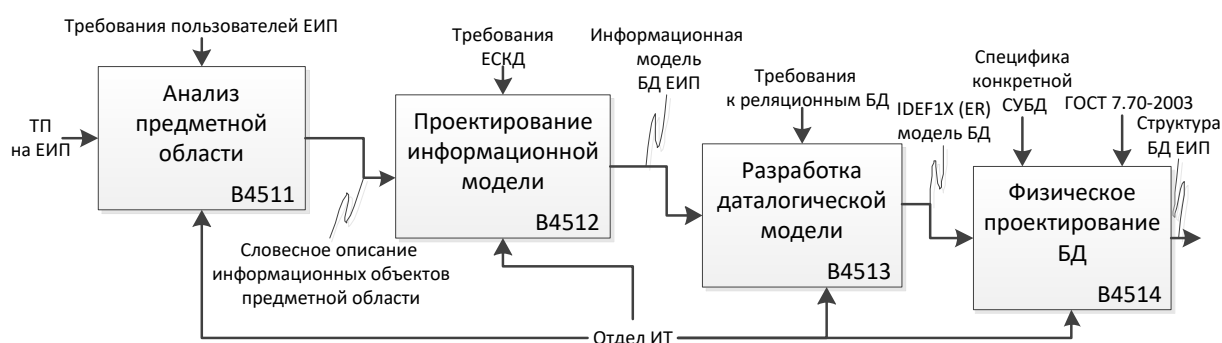 Требования пользователей ЕИП
ТП
на ЕИП
Анализ
предметной
области
B4511
Словесное описание
информационных объектов
предметной области
Требования
ЕСКД
Проектирование
информационной
модели
B4512
Информационная
модель
БД ЕИП
Требования
к реляционным БД
Разработка
даталогической
модели
B4513
IDEF1X (ER)
модель БД
Специфика
конкретной
СУБД
ГОСТ 7.70-2003
Физическое
проектирование
БД
B4514
Структура
БД ЕИП
Отдел ИТ